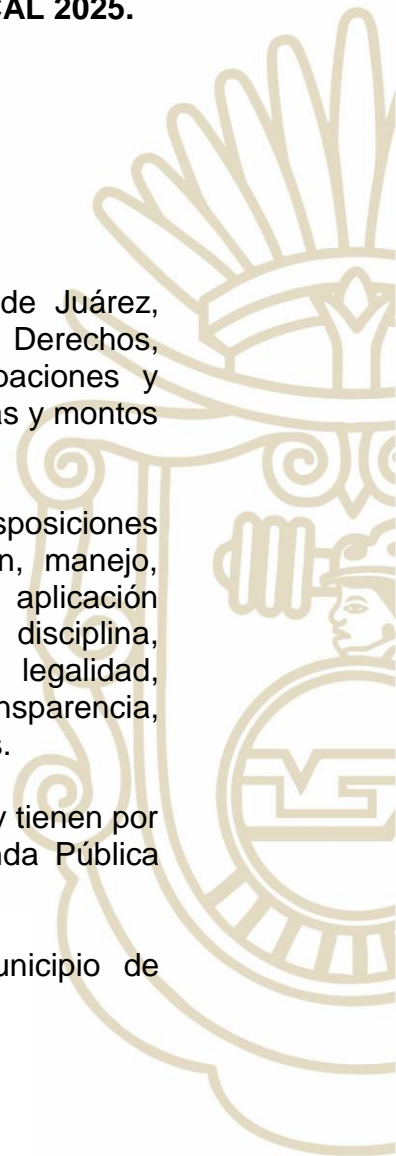 CAL 2025.
de Juárez,
Derechos,
aciones y
as y montos
sposiciones
n, manejo,
aplicación
disciplina,
legalidad,
nsparencia,
s.
y tienen por
nda Pública
unicipio de